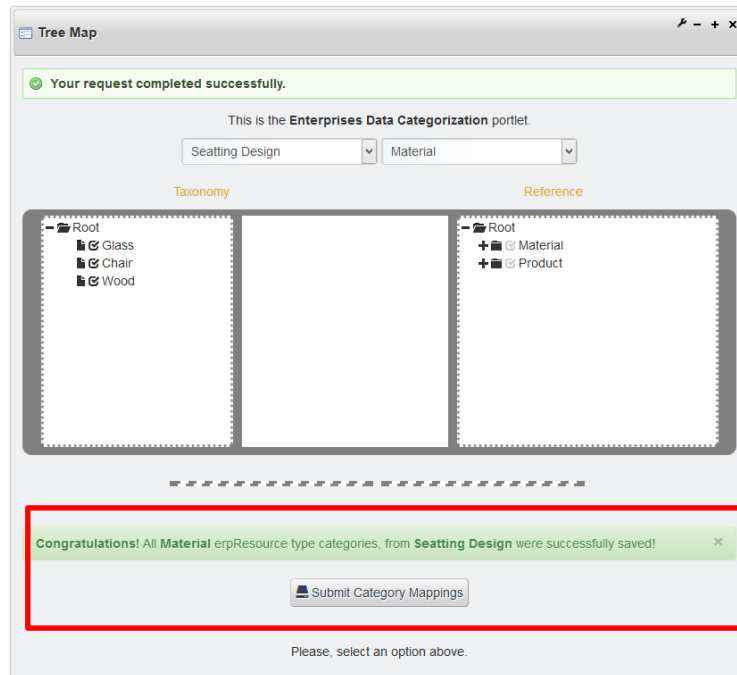 Tree Map
Your request completed successfully.
This is the Enterprises Data Categorization portlet.
Seatting Design Material
Taxonomy Reference
Root Root
Glass Material
Chair Product
Wood
Congratulations! All Material erpResource type categories, from Seatting Design were successfully saved! ×
Submit Category Mappings
Please, select an option above.